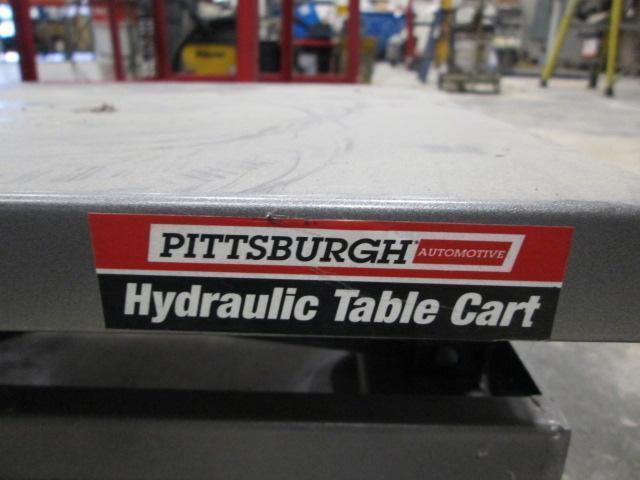 PITTSBURGH AUTOMOTIVE
Hydraulic Table Cart